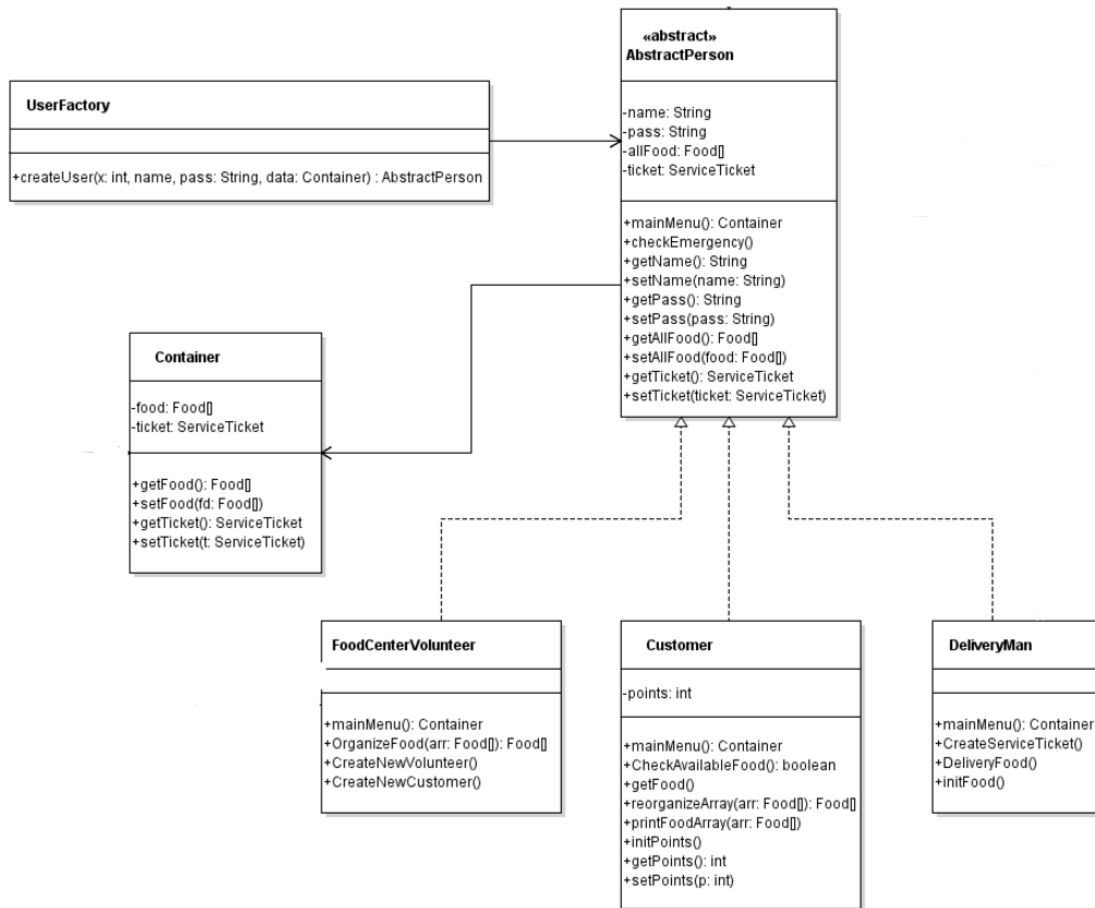 «abstract»
AbstractPerson
-name: String
-pass: String
-allFood: Food[]
-ticket: ServiceTicket
+mainMenu(): Container
+checkEmergency()
+getName(): String
+setName(name: String)
+getPass(): String
+setPass(pass: String)
+getAllFood(): Food[]
+setAllFood(food: Food[])
+getTicket(): ServiceTicket
+setTicket(ticket: ServiceTicket)
UserFactory
+createUser(x: int, name, pass: String, data: Container) : AbstractPerson
Container
-food: Food[]
-ticket: ServiceTicket
+getFood(): Food[]
+setFood(fd: Food[])
+getTicket(): ServiceTicket
+setTicket(t: ServiceTicket)
FoodCenterVolunteer
+mainMenu(): Container
+OrganizeFood(arr: Food[]): Food[]
+CreateNewVolunteer()
+CreateNewCustomer()
Customer
-points: int
+mainMenu(): Container
+CheckAvailableFood(): boolean
+getFood()
+reorganizeArray(arr: Food[]): Food[]
+printFoodArray(arr: Food[])
+initPoints()
+getPoints(): int
+setPoints(p: int)
DeliveryMan
+mainMenu(): Container
+CreateServiceTicket()
+DeliveryFood()
+initFood()